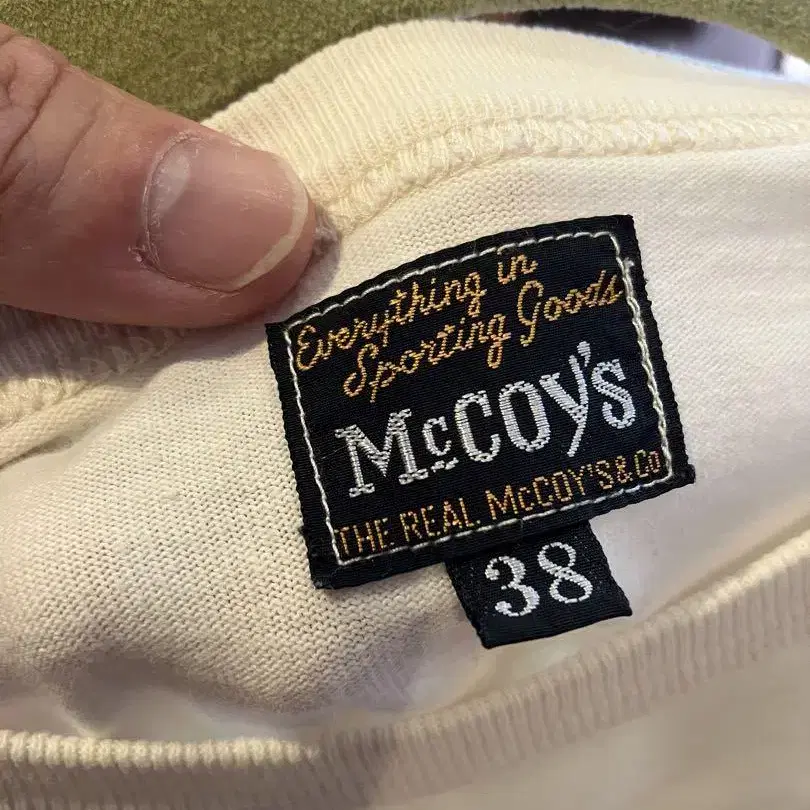 Everything in
Sporting Goods
McCOY'S
THE REAL McCOY'S & Co
38